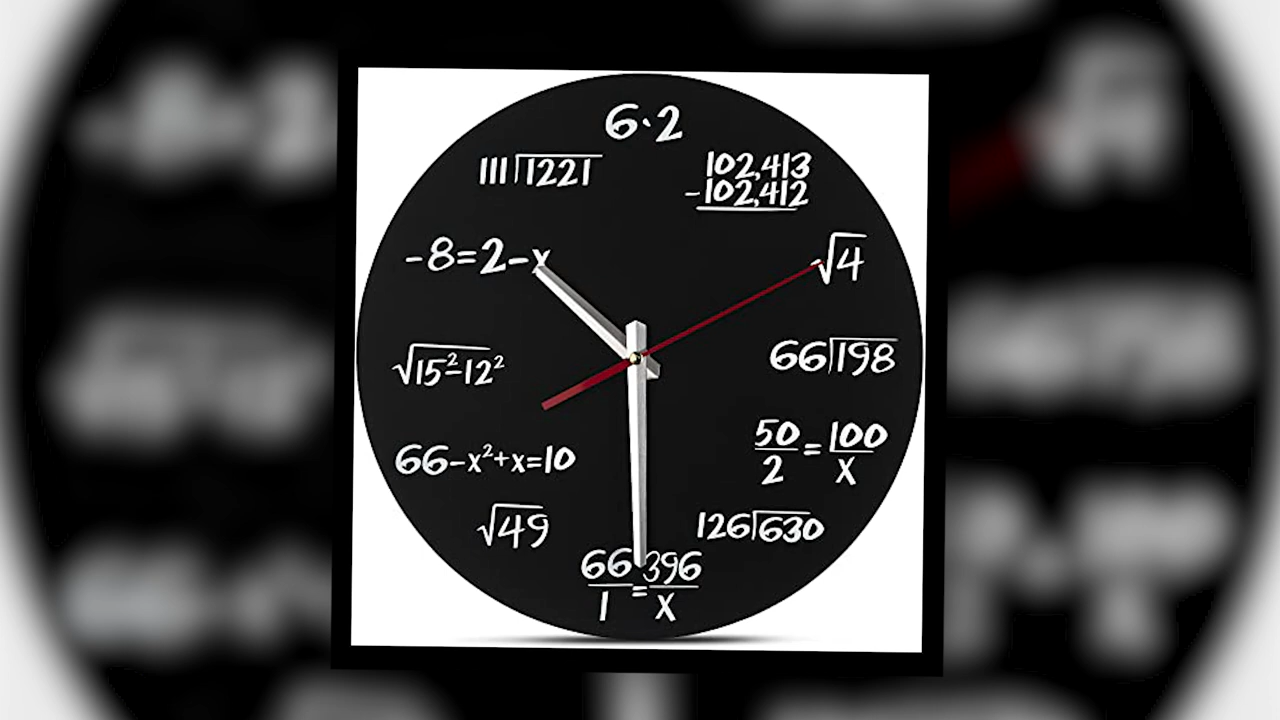 6·2
111⟌1221
102,413
-102,412
-8=2-x
√4
√15²-12²
66⟌198
50/2=100/X
66-x²+x=10
√49
126⟌630
66/1=396/X